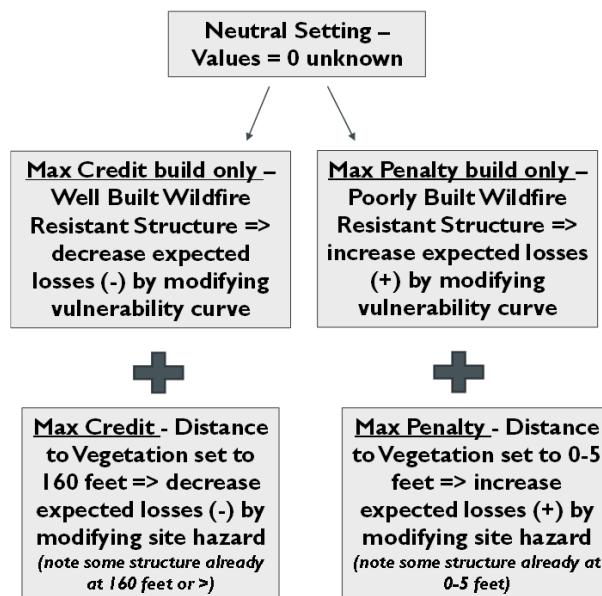 Neutral Setting –
Values = 0 unknown
Max Credit build only –
Well Built Wildfire
Resistant Structure =>
decrease expected
losses (-) by modifying
vulnerability curve
Max Penalty build only –
Poorly Built Wildfire
Resistant Structure =>
increase expected losses
(+) by modifying
vulnerability curve
Max Credit - Distance
to Vegetation set to
160 feet => decrease
expected losses (-) by
modifying site hazard
(note some structure already
at 160 feet or >)
Max Penalty - Distance
to Vegetation set to 0-5
feet => increase
expected losses (+) by
modifying site hazard
(note some structure already at
0-5 feet)